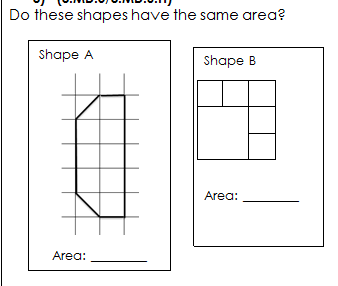 Do these shapes have the same area?
Shape A
Shape B
Area: ________
Area: ________